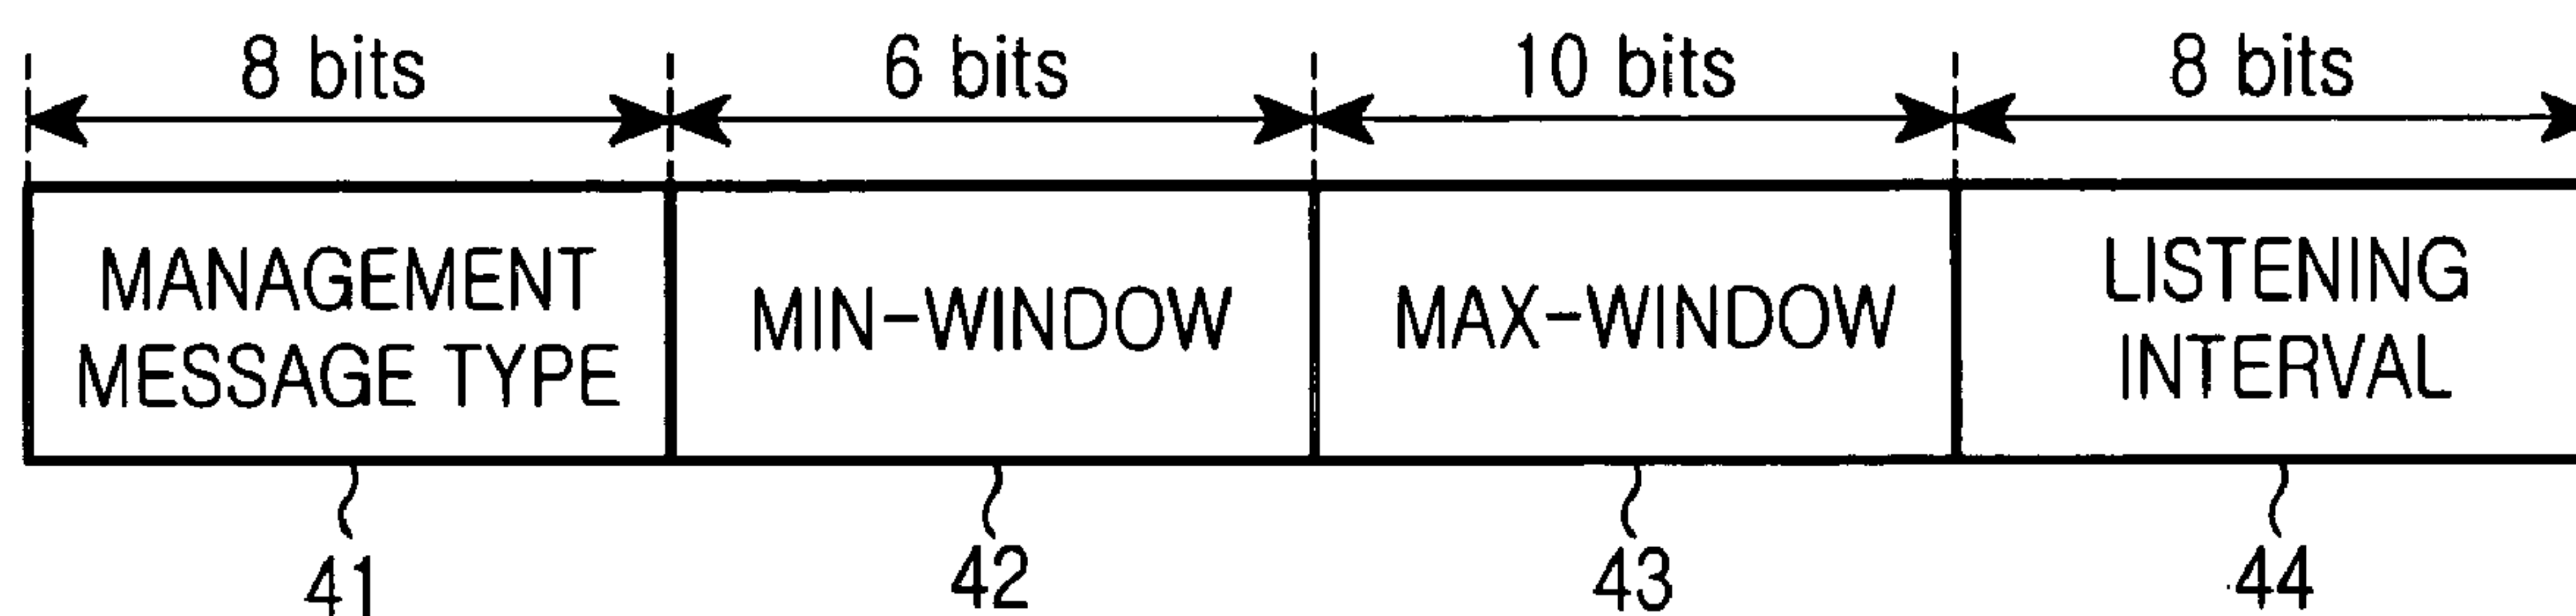 8 bits 6 bits 10 bits 8 bits
MANAGEMENT
MESSAGE TYPE
MIN-WINDOW
MAX-WINDOW
LISTENING
INTERVAL
41 42 43 44